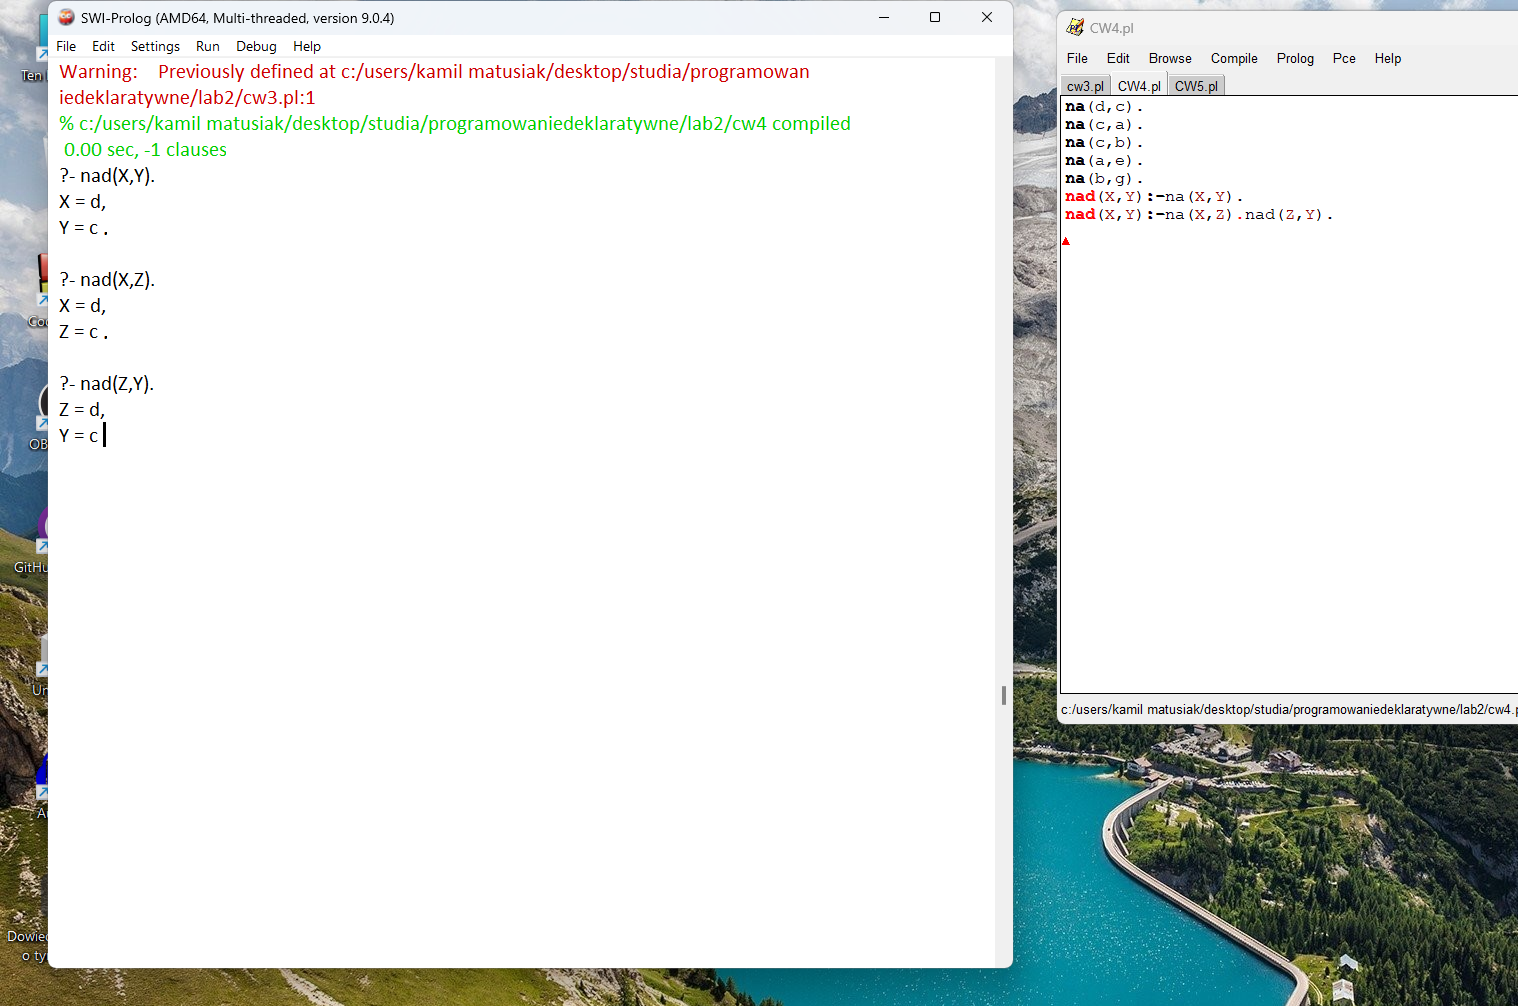 SWI-Prolog (AMD64, Multi-threaded, version 9.0.4)
File Edit Settings Run Debug Help
Warning:    Previously defined at c:/users/kamil matusiak/desktop/studia/programowan
iedeklaratywne/lab2/cw3.pl:1
% c:/users/kamil matusiak/desktop/studia/programowaniedeklaratywne/lab2/cw4 compiled
 0.00 sec, -1 clauses
?- nad(X,Y).
X = d,
Y = c .
?- nad(X,Z).
X = d,
Z = c .
?- nad(Z,Y).
Z = d,
Y = c
CW4.pl
File Edit Browse Compile Prolog Pce Help
cw3.pl CW4.pl CW5.pl
na(d,c).
na(c,a).
na(c,b).
na(a,e).
na(b,g).
nad(X,Y):-na(X,Y).
nad(X,Y):-na(X,Z).nad(Z,Y).
c:/users/kamil matusiak/desktop/studia/programowaniedeklaratywne/lab2/cw4.p
Ten
OB
GitHu
Dowie
o ty